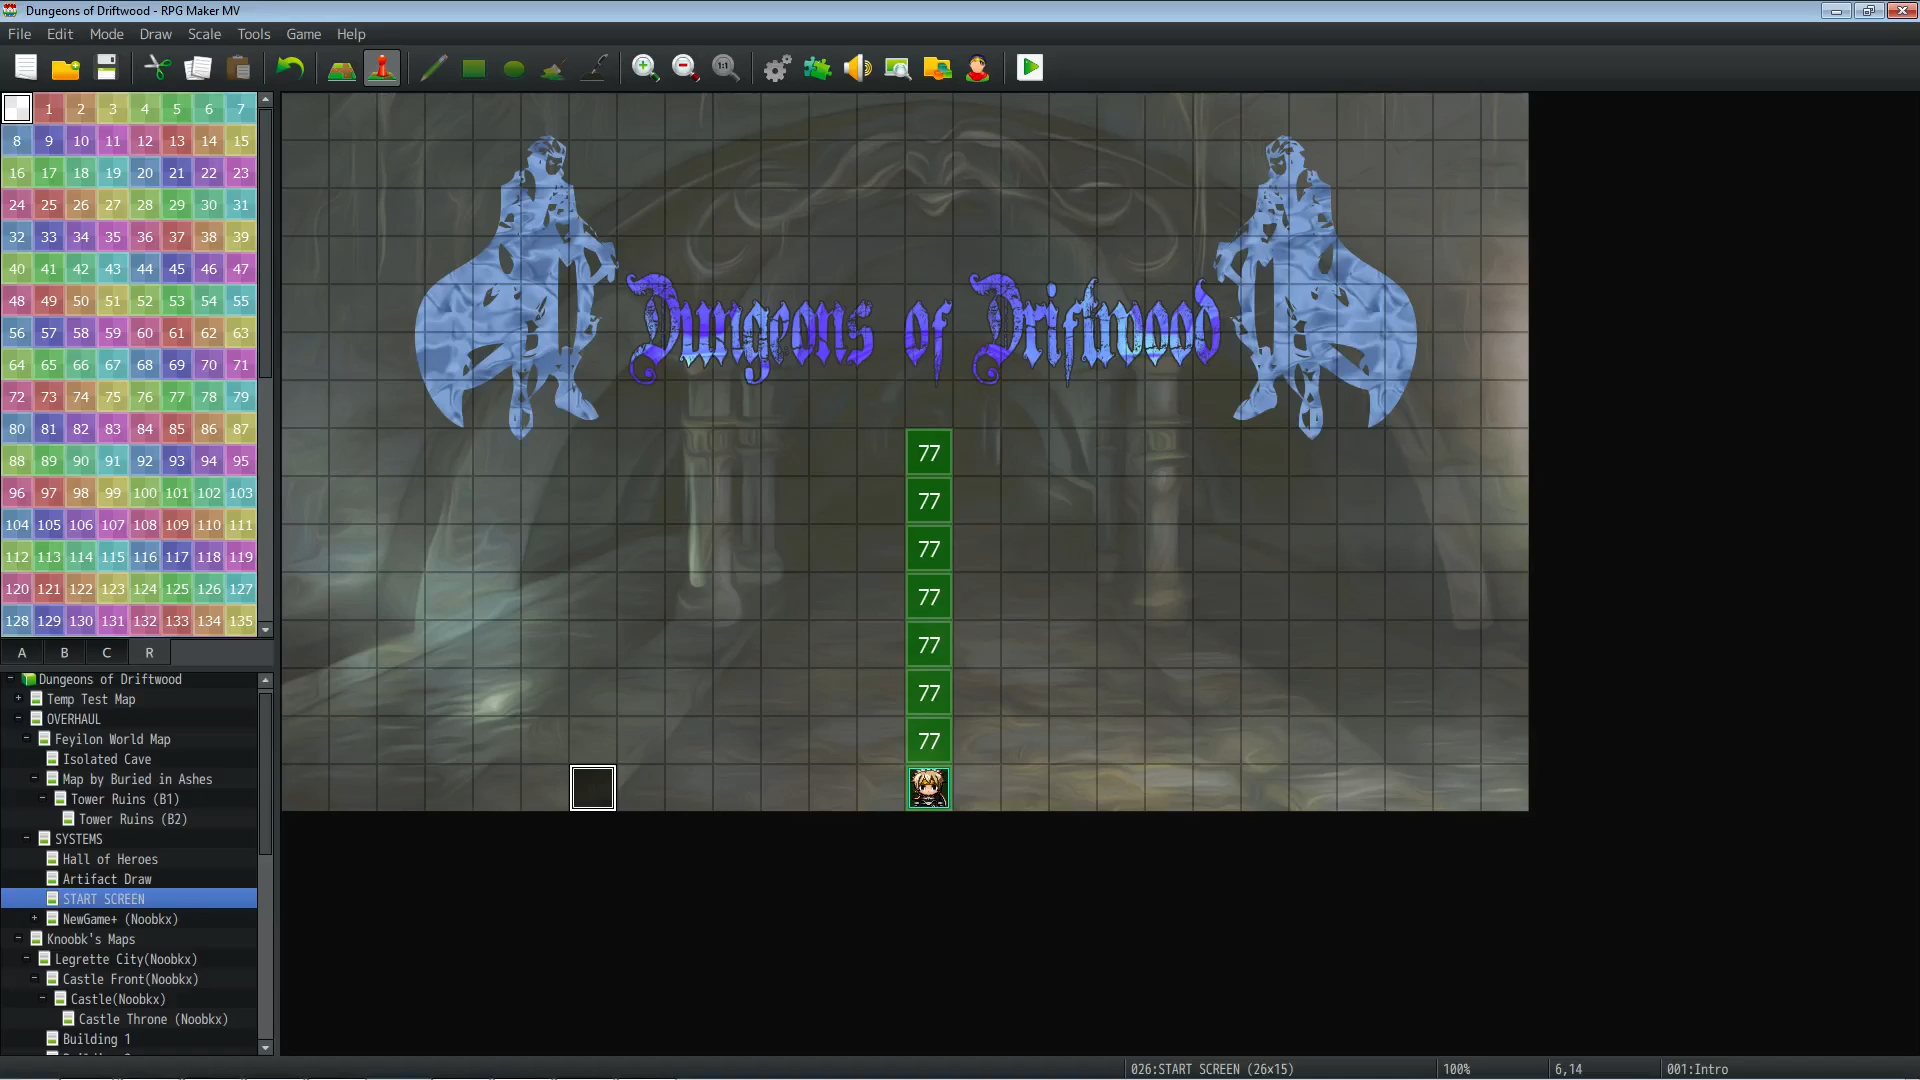 Dungeons of Driftwood - RPG Maker MV
File Edit Mode Draw Scale Tools Game Help
1:1
1 2 3 4 5 6 7
8 9 10 11 12 13 14 15
16 17 18 19 20 21 22 23
24 25 26 27 28 29 30 31
32 33 34 35 36 37 38 39
40 41 42 43 44 45 46 47
48 49 50 51 52 53 54 55
56 57 58 59 60 61 62 63
64 65 66 67 68 69 70 71
72 73 74 75 76 77 78 79
80 81 82 83 84 85 86 87
88 89 90 91 92 93 94 95
96 97 98 99 100 101 102 103
104 105 106 107 108 109 110 111
112 113 114 115 116 117 118 119
120 121 122 123 124 125 126 127
128 129 130 131 132 133 134 135
A B C R
Dungeons of Driftwood
Temp Test Map
OVERHAUL
Feyilon World Map
Isolated Cave
Map by Buried in Ashes
Tower Ruins (B1)
Tower Ruins (B2)
SYSTEMS
Hall of Heroes
Artifact Draw
START SCREEN
NewGame+ (Noobkx)
Knoobk's Maps
Legrette City(Noobkx)
Castle Front(Noobkx)
Castle(Noobkx)
Castle Throne (Noobkx)
Building 1
Dungeons of Driftwood
77
77
77
77
77
77
77
026:START SCREEN (26×15) 100% 6,14 001:Intro